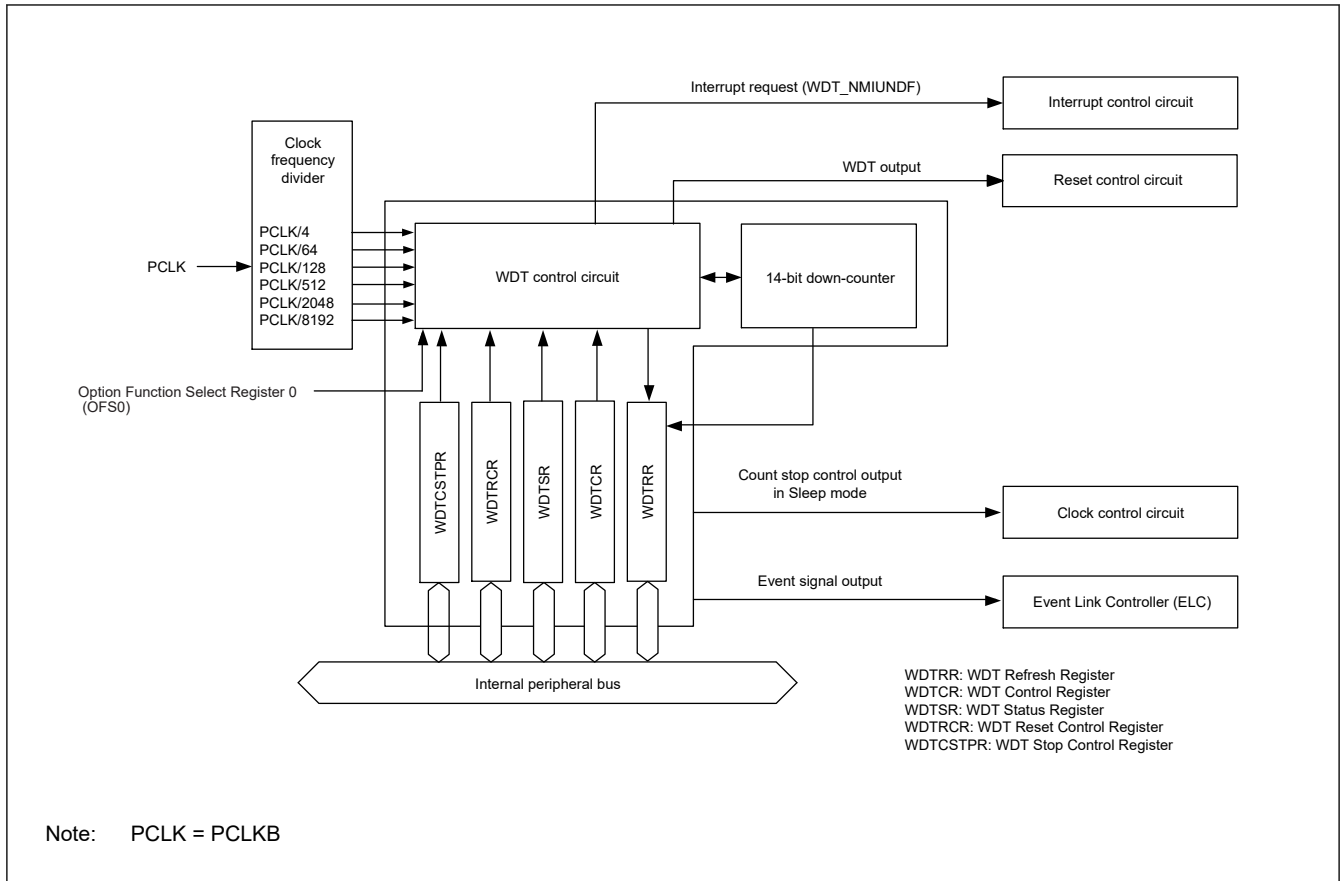 Interrupt request (WDT_NMIUNDF)
Interrupt control circuit
Clock
frequency
divider
WDT output
Reset control circuit
PCLK/4
PCLK/64
PCLK/128
PCLK/512
PCLK/2048
PCLK/8192
PCLK
WDT control circuit
14-bit down-counter
Option Function Select Register 0
(OFS0)
WDTCSTPR
WDTRCR
WDTSR
WDTCR
WDTRR
Count stop control output
in Sleep mode
Clock control circuit
Event signal output
Event Link Controller (ELC)
Internal peripheral bus
WDTRR: WDT Refresh Register
WDTCR: WDT Control Register
WDTSR: WDT Status Register
WDTRCR: WDT Reset Control Register
WDTCSTPR: WDT Stop Control Register
Note: PCLK = PCLKB